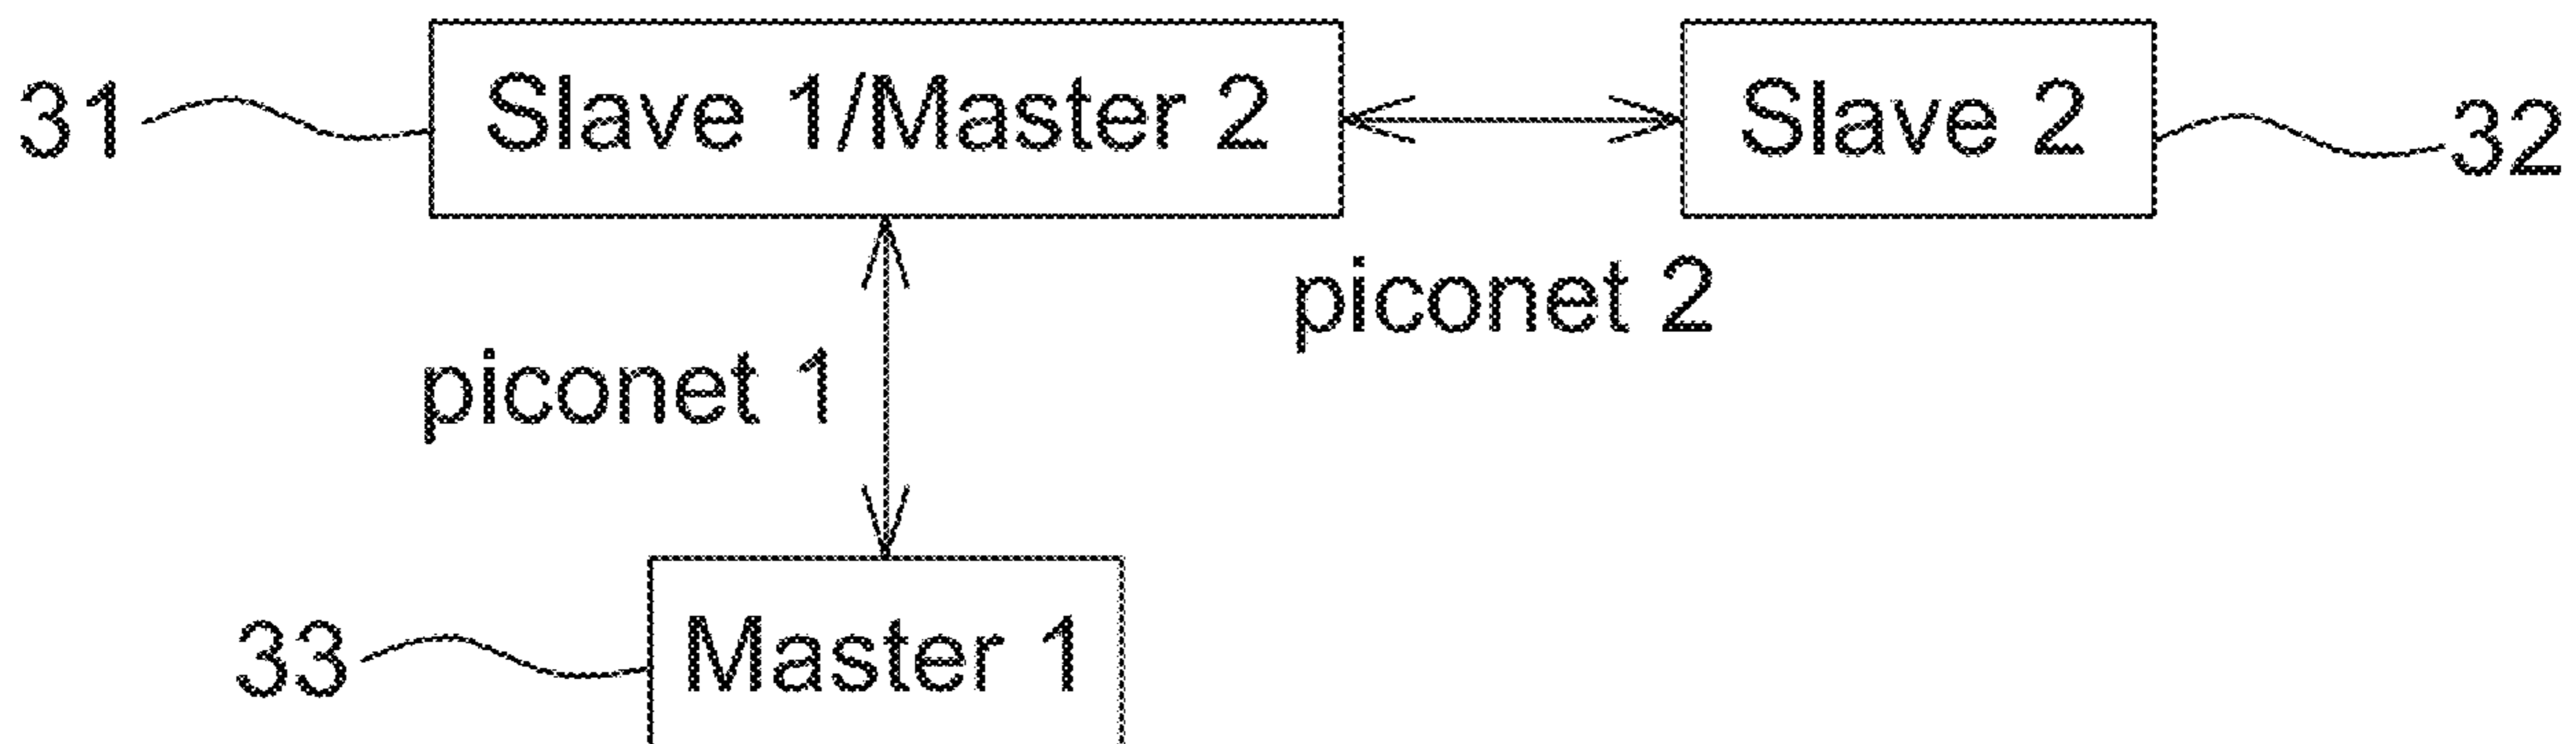 31
Slave 1/Master 2
Slave 2
32
piconet 2
piconet 1
33
Master 1